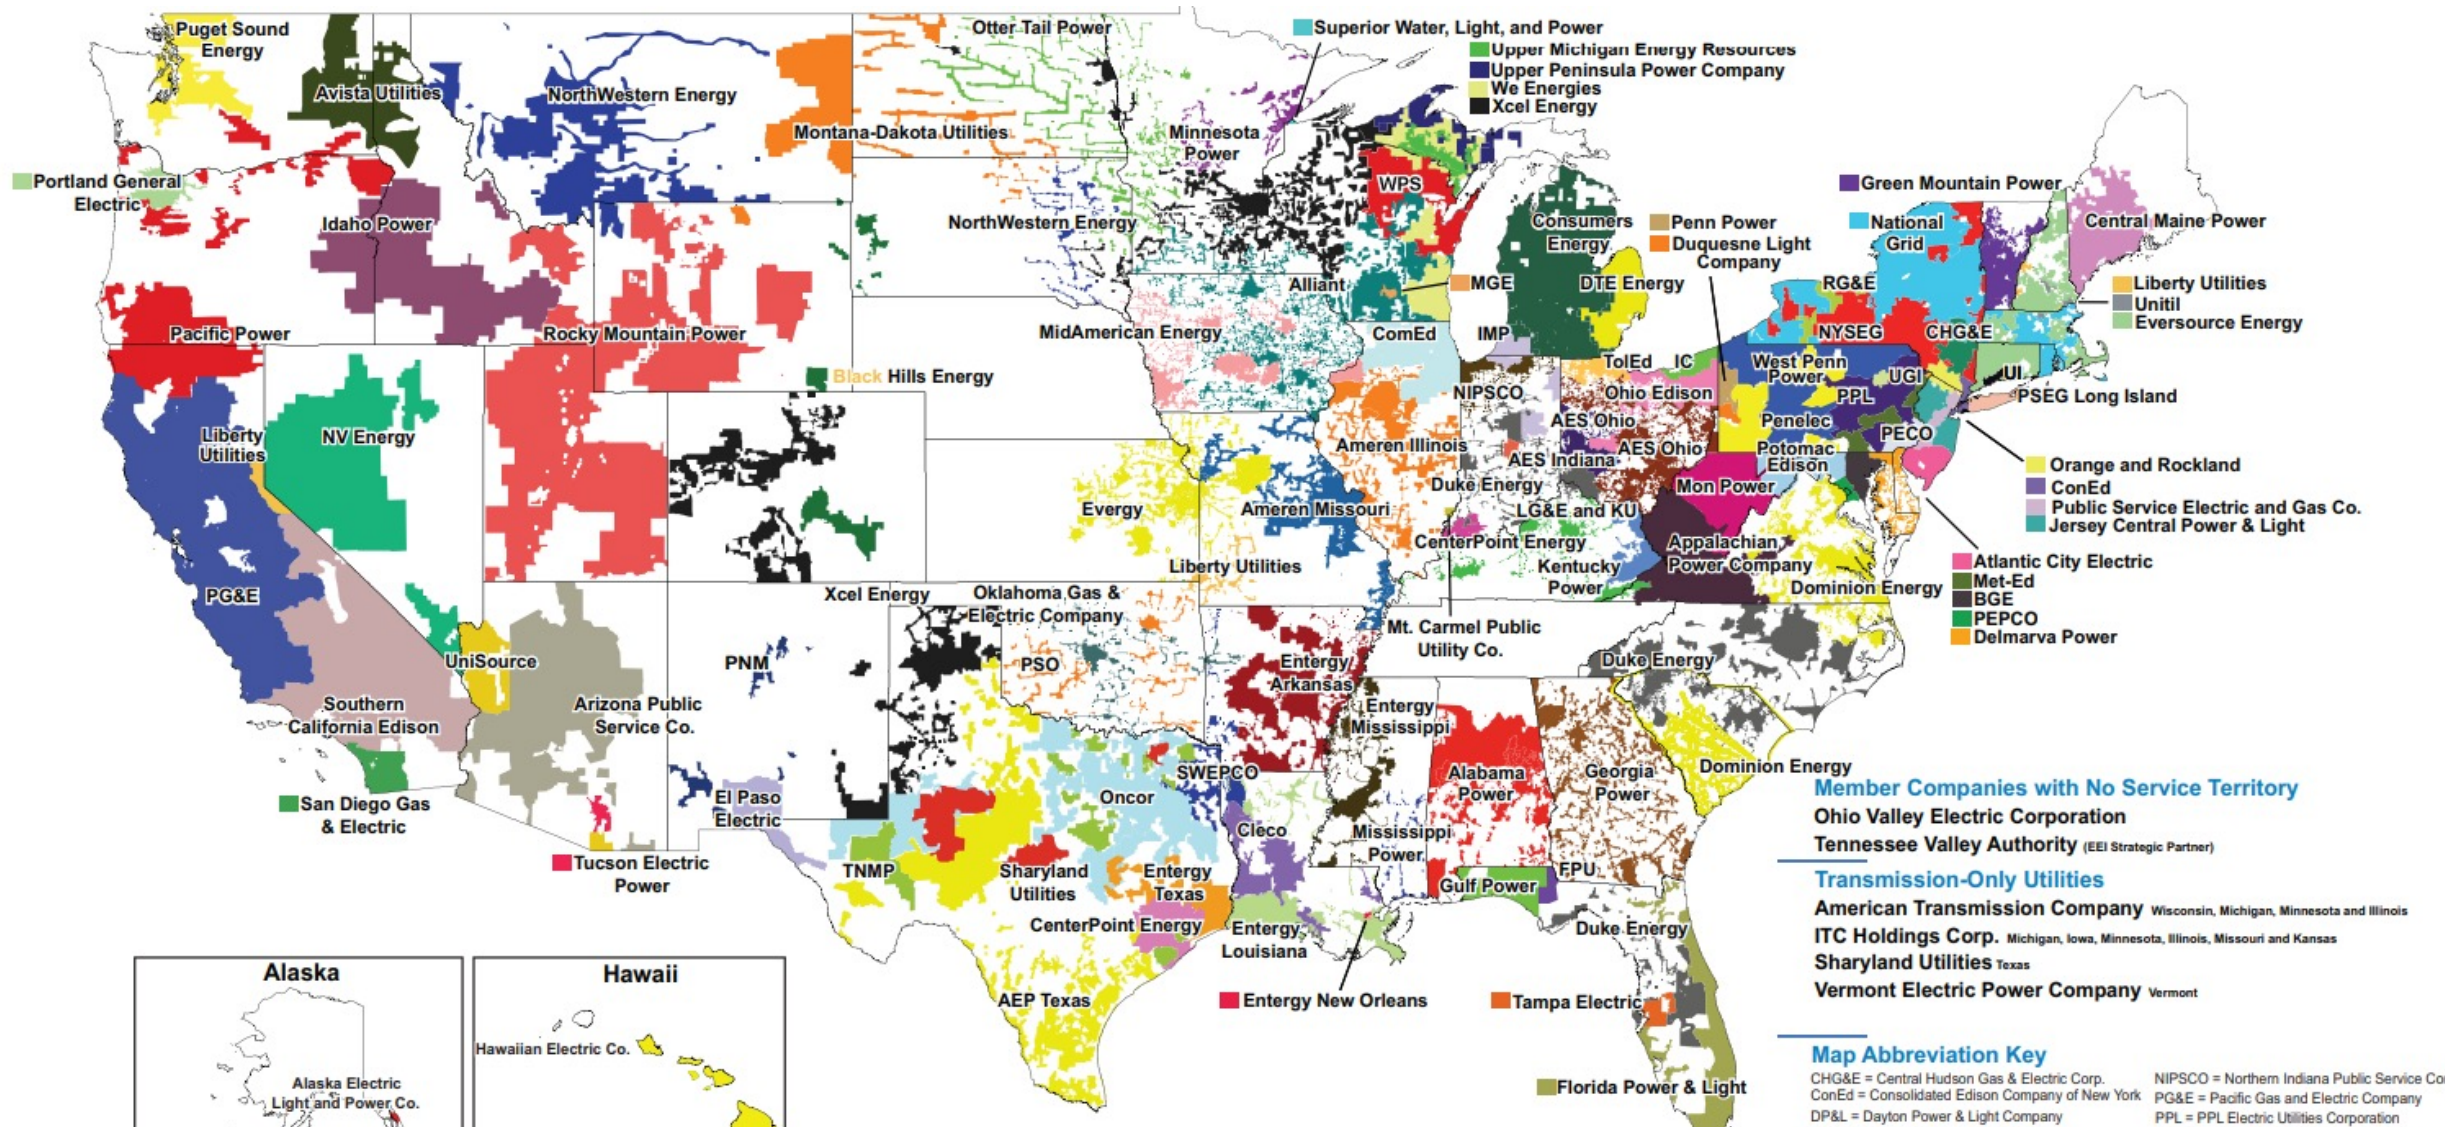 Puget Sound
Energy
Avista Utilities
NorthWestern Energy
Montana-Dakota Utilities
Otter Tail Power
Superior Water, Light, and Power
Upper Michigan Energy Resources
Upper Peninsula Power Company
We Energies
Xcel Energy
Minnesota
Power
WPS
Portland General
Electric
Idaho Power
NorthWestern Energy
Consumers
Energy
Penn Power
Duquesne Light
Company
Green Mountain Power
National
Grid
Central Maine Power
Alliant
MGE
DTE Energy
RG&E
Liberty Utilities
Unitil
Eversource Energy
Pacific Power
Rocky Mountain Power
MidAmerican Energy
ComEd
IMP
NYSEG
CHG&E
TolEd
IC
West Penn
Power
UGI
UI
Black Hills Energy
NIPSCO
Ohio Edison
PPL
PSEG Long Island
Liberty
Utilities
NV Energy
Ameren Illinois
AES Ohio
Penelec
PECO
AES Indiana
AES Ohio
Potomac
Edison
Orange and Rockland
ConEd
Public Service Electric and Gas Co.
Jersey Central Power & Light
Duke Energy
Mon Power
Evergy
Ameren Missouri
LG&E and KU
CenterPoint Energy
Appalachian
Power Company
Liberty Utilities
Kentucky
Power
Dominion Energy
Atlantic City Electric
Met-Ed
BGE
PEPCO
Delmarva Power
PG&E
Xcel Energy
Oklahoma Gas &
Electric Company
Mt. Carmel Public
Utility Co.
UniSource
PNM
PSO
Entergy
Arkansas
Duke Energy
Southern
California Edison
Arizona Public
Service Co.
Entergy
Mississippi
SWEPCO
Alabama
Power
Georgia
Power
Dominion Energy
San Diego Gas
& Electric
El Paso
Electric
Oncor
Cleco
Mississippi
Power
Tucson Electric
Power
TNMP
Sharyland
Utilities
Entergy
Texas
Gulf Power
FPU
CenterPoint Energy
Entergy
Louisiana
Duke Energy
AEP Texas
Entergy New Orleans
Tampa Electric
Florida Power & Light
Member Companies with No Service Territory
Ohio Valley Electric Corporation
Tennessee Valley Authority (EEI Strategic Partner)
Transmission-Only Utilities
American Transmission Company Wisconsin, Michigan, Minnesota and Illinois
ITC Holdings Corp. Michigan, Iowa, Minnesota, Illinois, Missouri and Kansas
Sharyland Utilities Texas
Vermont Electric Power Company Vermont
Alaska
Alaska Electric
Light and Power Co.
Hawaii
Hawaiian Electric Co.
Map Abbreviation Key
CHG&E = Central Hudson Gas & Electric Corp.
ConEd = Consolidated Edison Company of New York
DP&L = Dayton Power & Light Company
NIPSCO = Northern Indiana Public Service Co
PG&E = Pacific Gas and Electric Company
PPL = PPL Electric Utilities Corporation